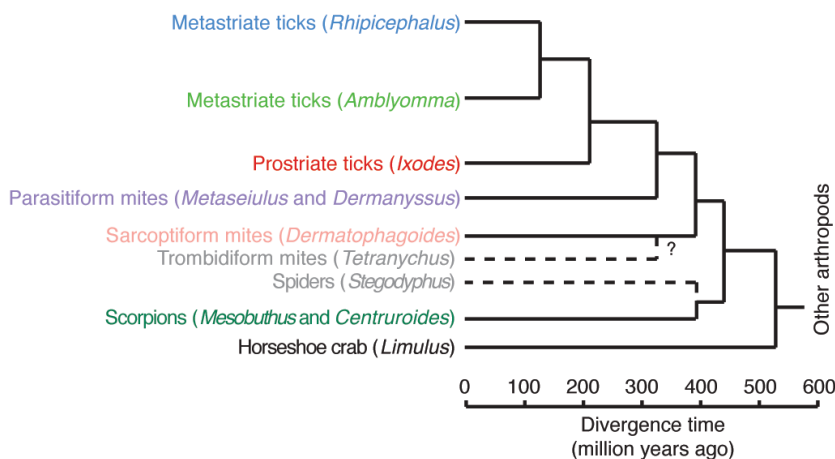 Metastriate ticks (Rhipicephalus)
Metastriate ticks (Amblyomma)
Prostriate ticks (Ixodes)
Parasitiform mites (Metaseiulus and Dermanyssus)
Sarcoptiform mites (Dermatophagoides)
?
Trombidiform mites (Tetranychus)
Spiders (Stegodyphus)
Scorpions (Mesobuthus and Centruroides)
Horseshoe crab (Limulus)
Other arthropods
0 100 200 300 400 500 600
Divergence time
(million years ago)